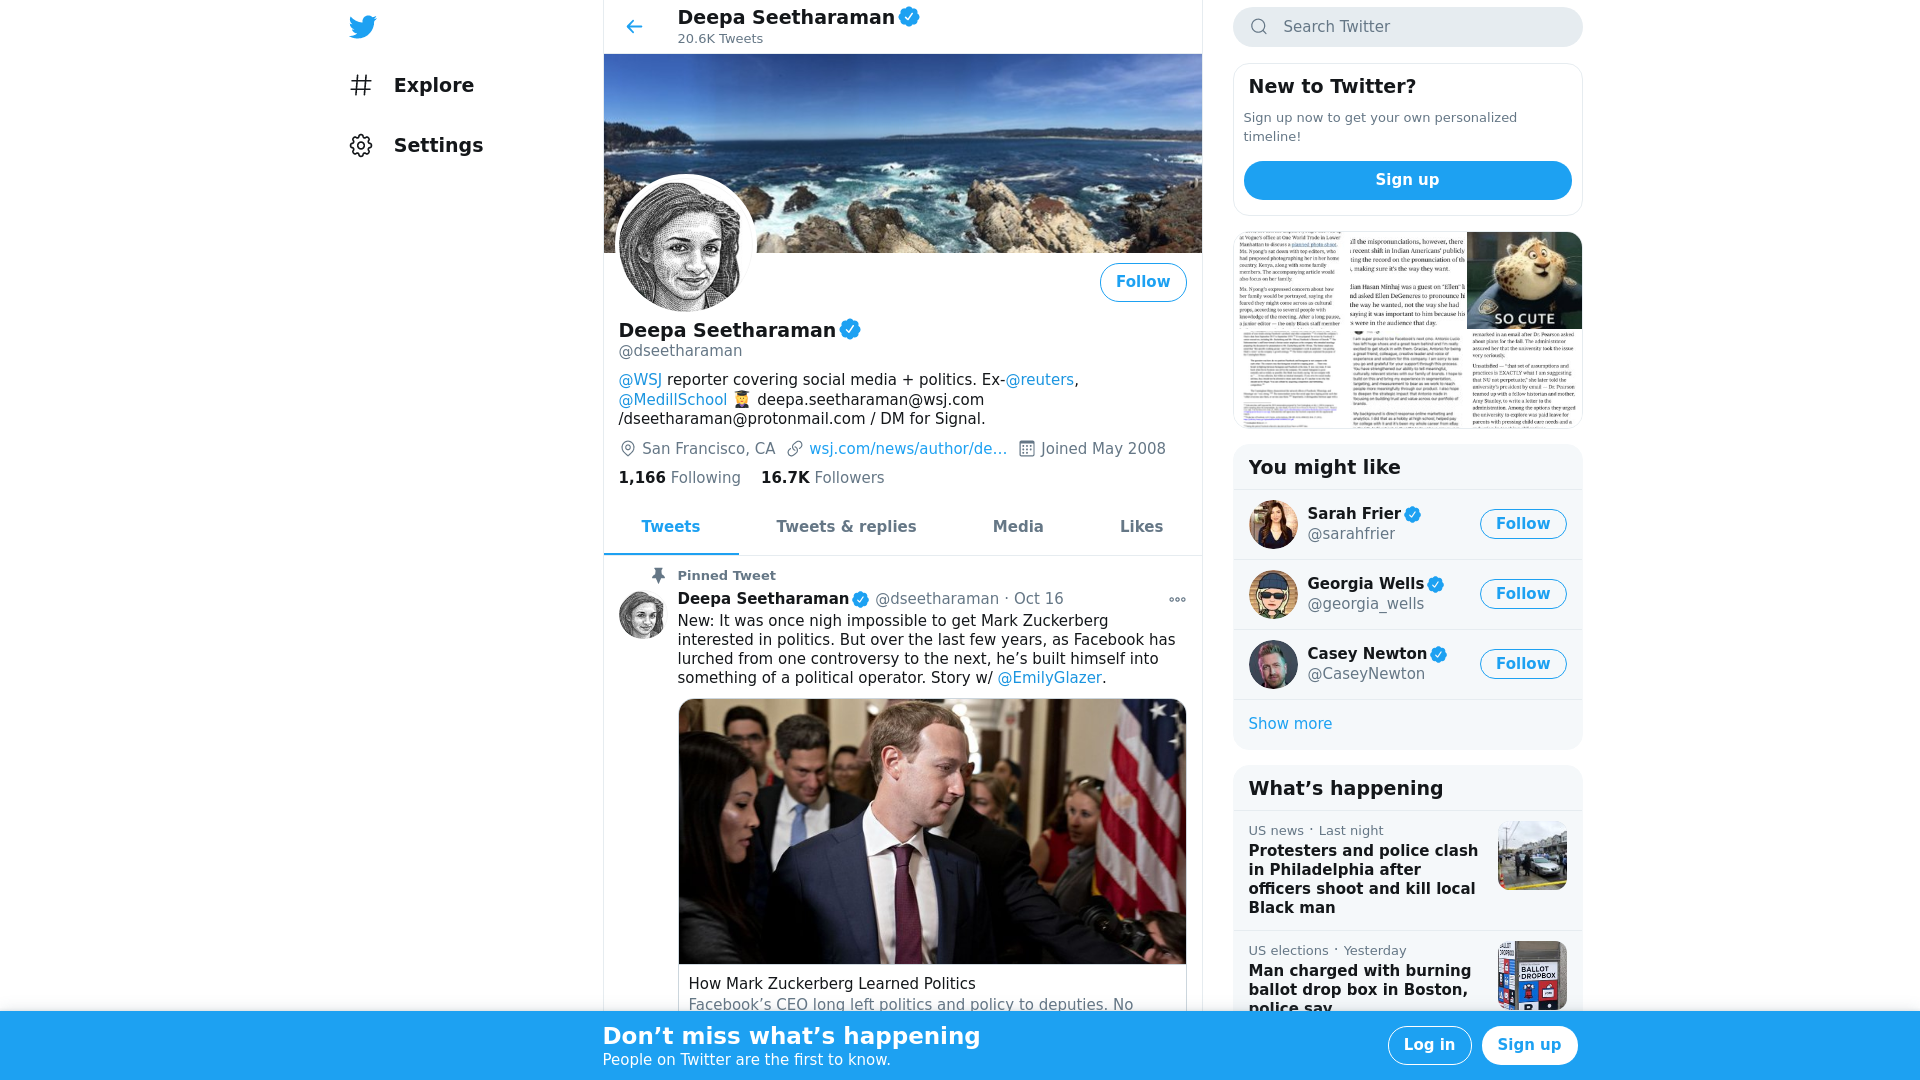 Explore
Settings
Deepa Seetharaman
20.6K Tweets
Follow
Deepa Seetharaman
@dseetharaman
@WSJ reporter covering social media + politics. Ex-@reuters,
@MedillSchool deepa.seetharaman@wsj.com
/dseetharaman@protonmail.com / DM for Signal.
San Francisco, CA wsj.com/news/author/de… Joined May 2008
1,166 Following 16.7K Followers
Tweets Tweets & replies Media Likes
Pinned Tweet
Deepa Seetharaman @dseetharaman · Oct 16
New: It was once nigh impossible to get Mark Zuckerberg
interested in politics. But over the last few years, as Facebook has
lurched from one controversy to the next, he’s built himself into
something of a political operator. Story w/ @EmilyGlazer.
How Mark Zuckerberg Learned Politics
Facebook’s CEO long left politics and policy to deputies. No
Search Twitter
New to Twitter?
Sign up now to get your own personalized
timeline!
Sign up
SO CUTE
You might like
Sarah Frier
@sarahfrier
Follow
Georgia Wells
@georgia_wells
Follow
Casey Newton
@CaseyNewton
Follow
Show more
What’s happening
US news · Last night
Protesters and police clash
in Philadelphia after
officers shoot and kill local
Black man
US elections · Yesterday
Man charged with burning
ballot drop box in Boston,
police say
BALLOT
DROPBOX
Don’t miss what’s happening
People on Twitter are the first to know.
Log in
Sign up